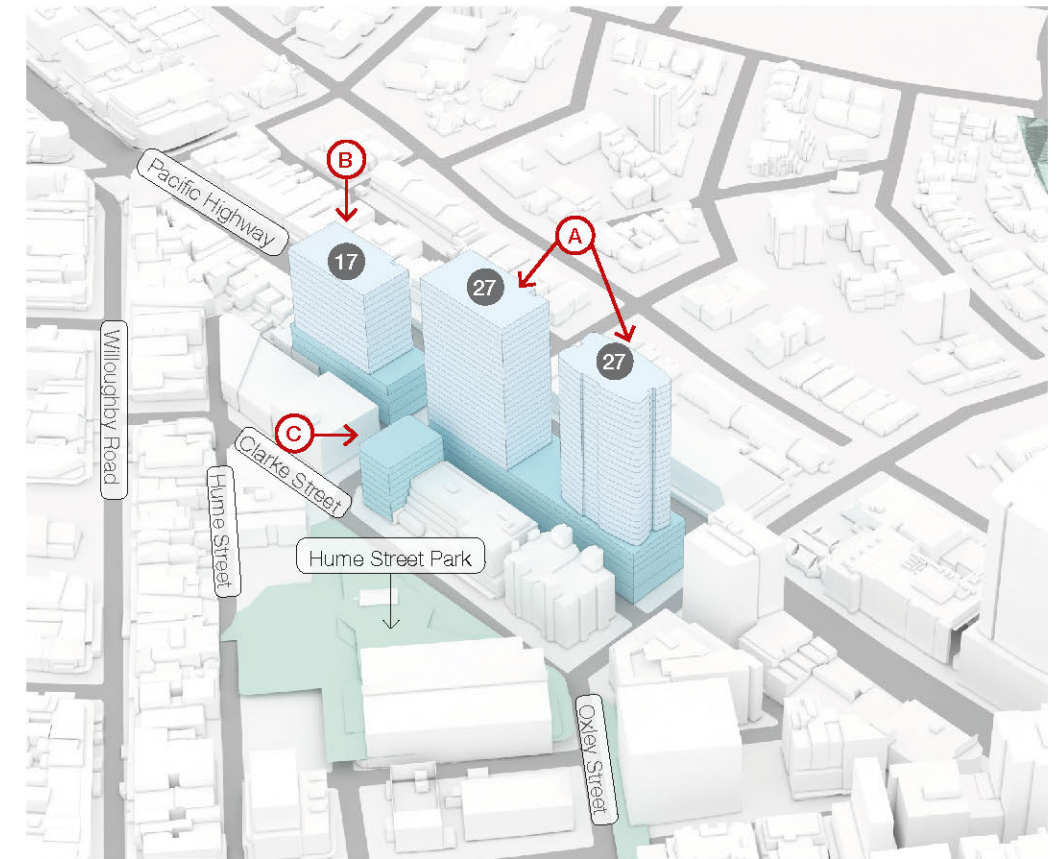 B
Pacific Highway
A
17
27
27
Willoughby Road
C
Clarke Street
Hume Street
Hume Street Park
Oxley Street